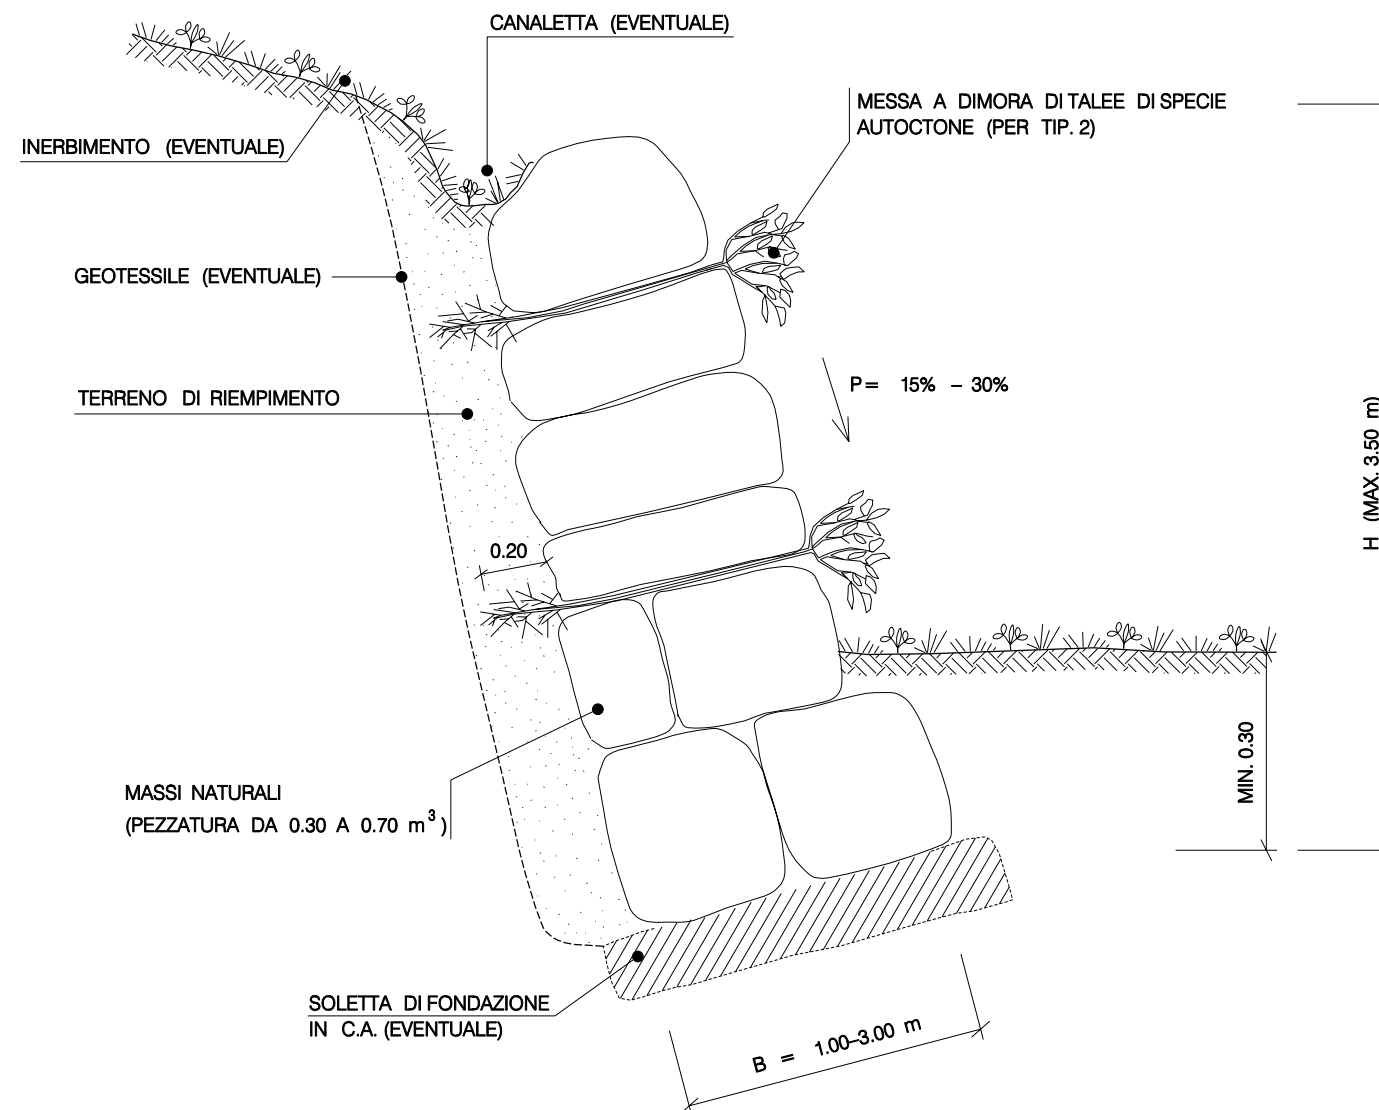 CANALETTA (EVENTUALE)
MESSA A DIMORA DI TALEE DI SPECIE
AUTOCTONE (PER TIP. 2)
INERBIMENTO (EVENTUALE)
GEOTESSILE (EVENTUALE)
P= 15% – 30%
TERRENO DI RIEMPIMENTO
H (MAX. 3.50 m)
0.20
MIN. 0.30
MASSI NATURALI
(PEZZATURA DA 0.30 A 0.70 m³)
SOLETTA DI FONDAZIONE
IN C.A. (EVENTUALE)
B = 1.00–3.00 m